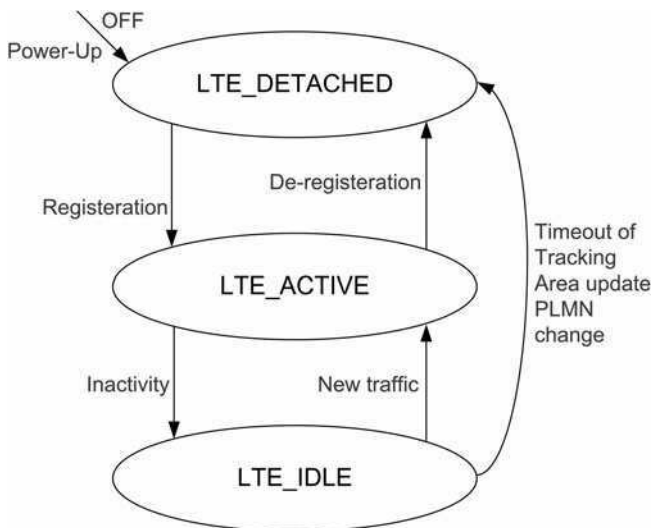 OFF
Power-Up
LTE_DETACHED
De-registeration
Registeration
Timeout of
Tracking
Area update
PLMN
change
LTE_ACTIVE
Inactivity
New traffic
LTE_IDLE